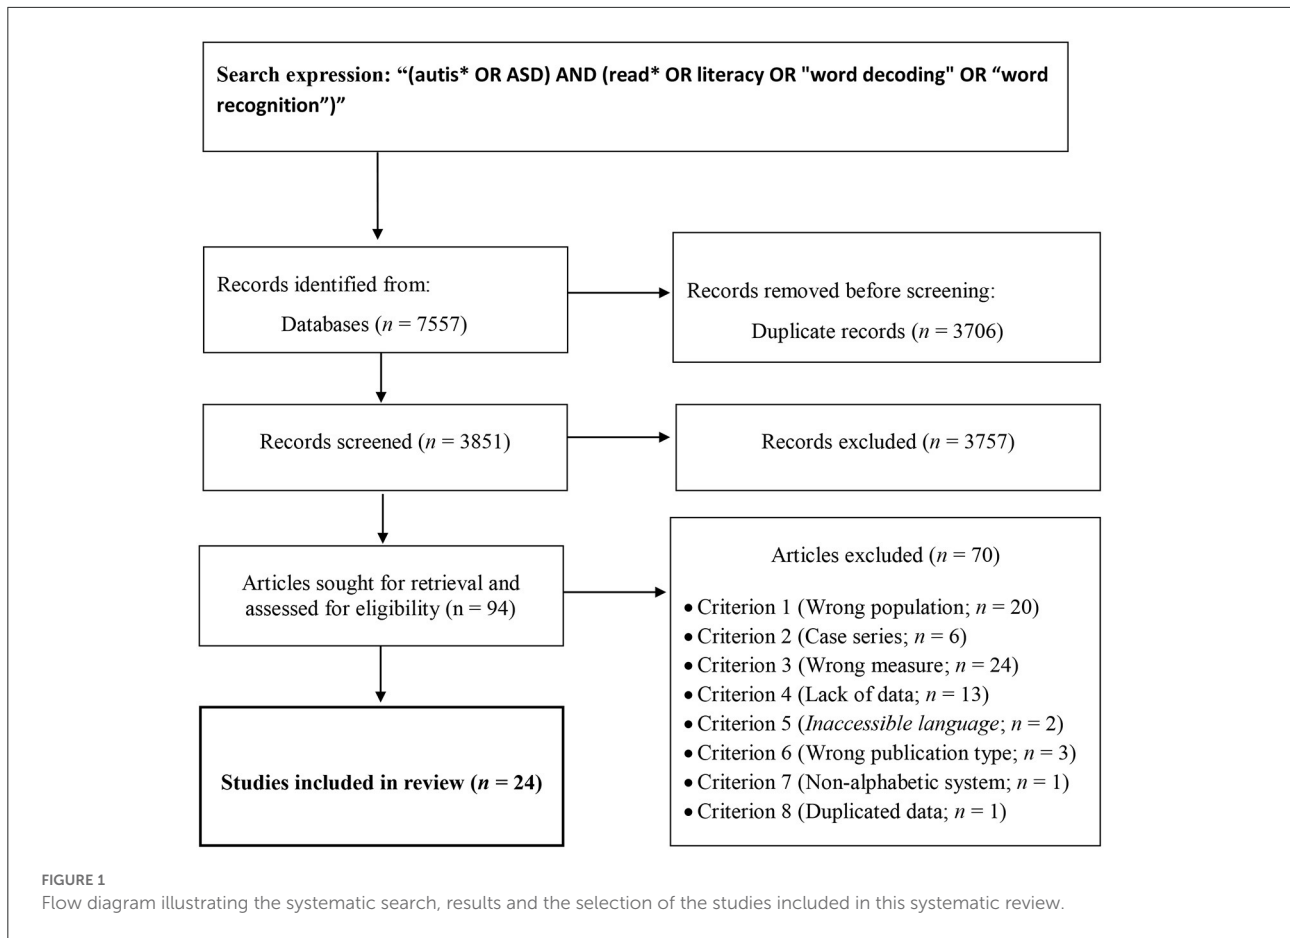 Search expression: “(autis* OR ASD) AND (read* OR literacy OR "word decoding" OR “word
recognition”)”
Records identified from:
Databases (n = 7557)
Records removed before screening:
Duplicate records (n = 3706)
Records screened (n = 3851)
Records excluded (n = 3757)
Articles sought for retrieval and
assessed for eligibility (n = 94)
Articles excluded (n = 70)
• Criterion 1 (Wrong population; n = 20)
• Criterion 2 (Case series; n = 6)
• Criterion 3 (Wrong measure; n = 24)
• Criterion 4 (Lack of data; n = 13)
• Criterion 5 (Inaccessible language; n = 2)
• Criterion 6 (Wrong publication type; n = 3)
• Criterion 7 (Non-alphabetic system; n = 1)
• Criterion 8 (Duplicated data; n = 1)
Studies included in review (n = 24)
FIGURE 1
Flow diagram illustrating the systematic search, results and the selection of the studies included in this systematic review.